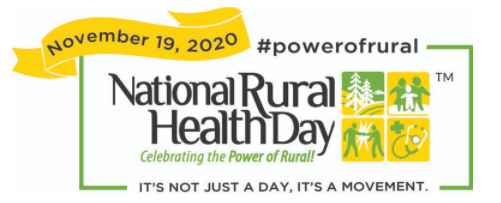 November 19, 2020
#powerofrural
National Rural
Health Day
TM
Celebrating the Power of Rural!
IT'S NOT JUST A DAY, IT'S A MOVEMENT.